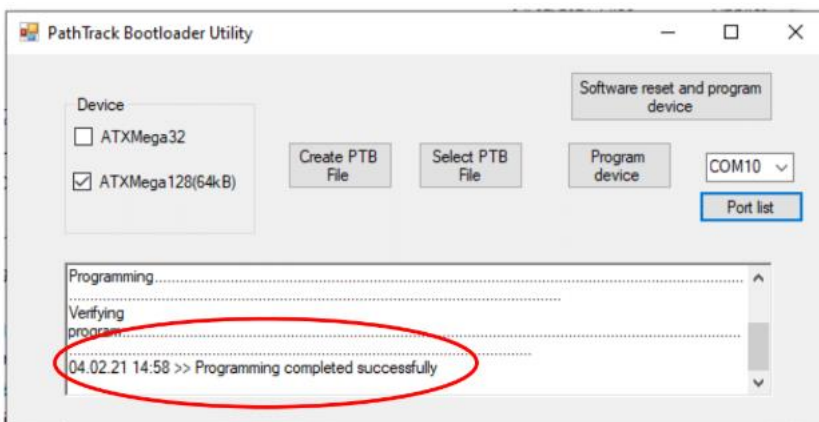 PathTrack Bootloader Utility
Software reset and program
device
Device
ATXMega32
ATXMega128(64kB)
Create PTB
File
Select PTB
File
Program
device
COM10
Port list
Programming..........................................................................................................................................................
..........................................................................................................................................
Verifying
program..............................................................................................................................................................
...................................................................................................................................
04.02.21 14:58 >> Programming completed successfully